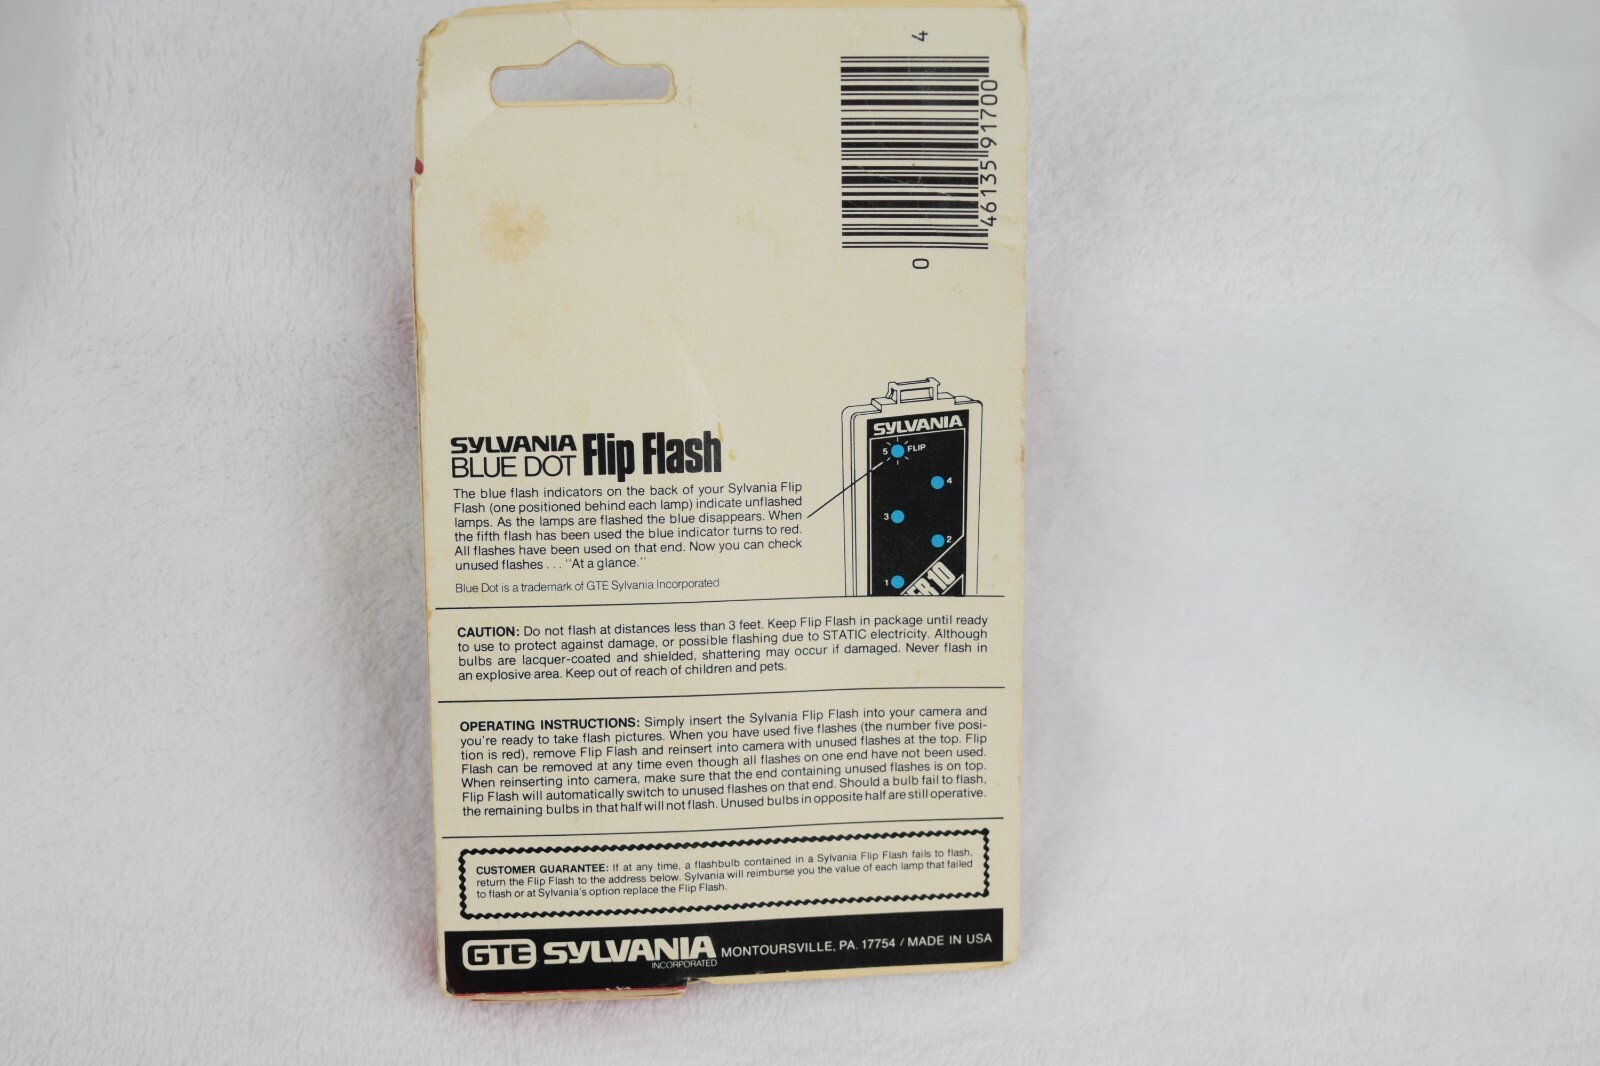 4
46135 91700
0
SYLVANIA
BLUE DOT Flip Flash
The blue flash indicators on the back of your Sylvania Flip
Flash (one positioned behind each lamp) indicate unflashed
lamps. As the lamps are flashed the blue disappears. When
the fifth flash has been used the blue indicator turns to red.
All flashes have been used on that end. Now you can check
unused flashes . . . "At a glance."
Blue Dot is a trademark of GTE Sylvania Incorporated
SYLVANIA
5 FLIP
4
3
2
1
10
CAUTION: Do not flash at distances less than 3 feet. Keep Flip Flash in package until ready
to use to protect against damage, or possible flashing due to STATIC electricity. Although
bulbs are lacquer-coated and shielded, shattering may occur if damaged. Never flash in
an explosive area. Keep out of reach of children and pets.
OPERATING INSTRUCTIONS: Simply insert the Sylvania Flip Flash into your camera and
you're ready to take flash pictures. When you have used five flashes (the number five posi-
tion is red), remove Flip Flash and reinsert into camera with unused flashes at the top. Flip
Flash can be removed at any time even though all flashes on one end have not been used.
When reinserting into camera, make sure that the end containing unused flashes is on top.
Flip Flash will automatically switch to unused flashes on that end. Should a bulb fail to flash,
the remaining bulbs in that half will not flash. Unused bulbs in opposite half are still operative.
CUSTOMER GUARANTEE: If at any time, a flashbulb contained in a Sylvania Flip Flash fails to flash,
return the Flip Flash to the address below. Sylvania will reimburse you the value of each lamp that failed
to flash or at Sylvania's option replace the Flip Flash.
GTE SYLVANIA MONTOURSVILLE, PA. 17754 / MADE IN USA
INCORPORATED